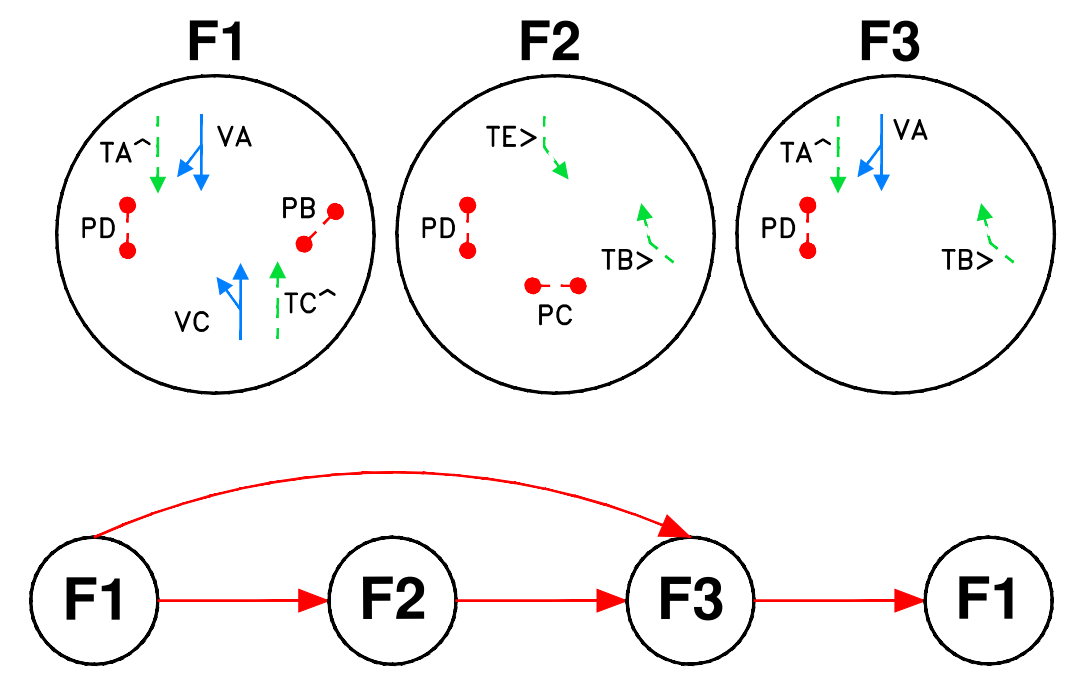 F1 F2 F3
TA^ VA
PD
PB
VC TC^
TE>
PD
TB>
PC
TA^ VA
PD
TB>
F1 F2 F3 F1